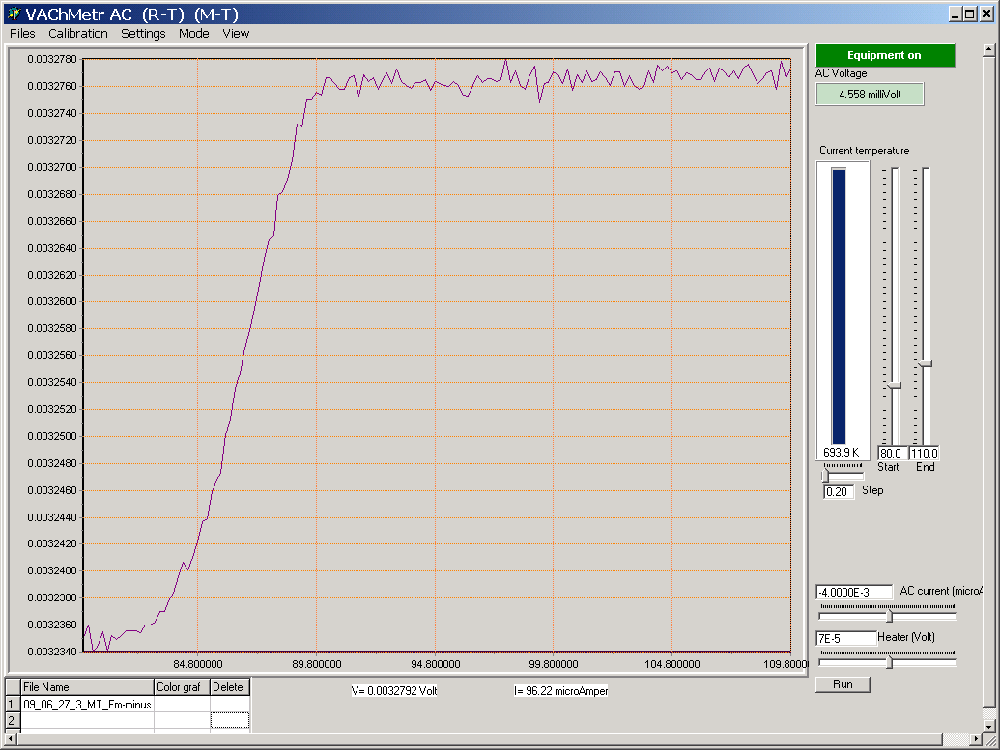 VAChMetr AC (R-T) (M-T)
Files Calibration Settings Mode View
0.0032780
0.0032760
0.0032740
0.0032720
0.0032700
0.0032680
0.0032660
0.0032640
0.0032620
0.0032600
0.0032580
0.0032560
0.0032540
0.0032520
0.0032500
0.0032480
0.0032460
0.0032440
0.0032420
0.0032400
0.0032380
0.0032360
0.0032340
84.800000 89.800000 94.800000 99.800000 104.800000 109.80000
Equipment on
AC Voltage
4.558 milliVolt
Current temperature
693.9 K
80.0 110.0
Start End
0.20 Step
-4.0000E-3 AC current (microA
7E-5 Heater (Volt)
Run
File Name Color graf Delete
1 09_06_27_3_MT_Fm-minus.
2
V= 0.0032792 Volt
I= 96.22 microAmper